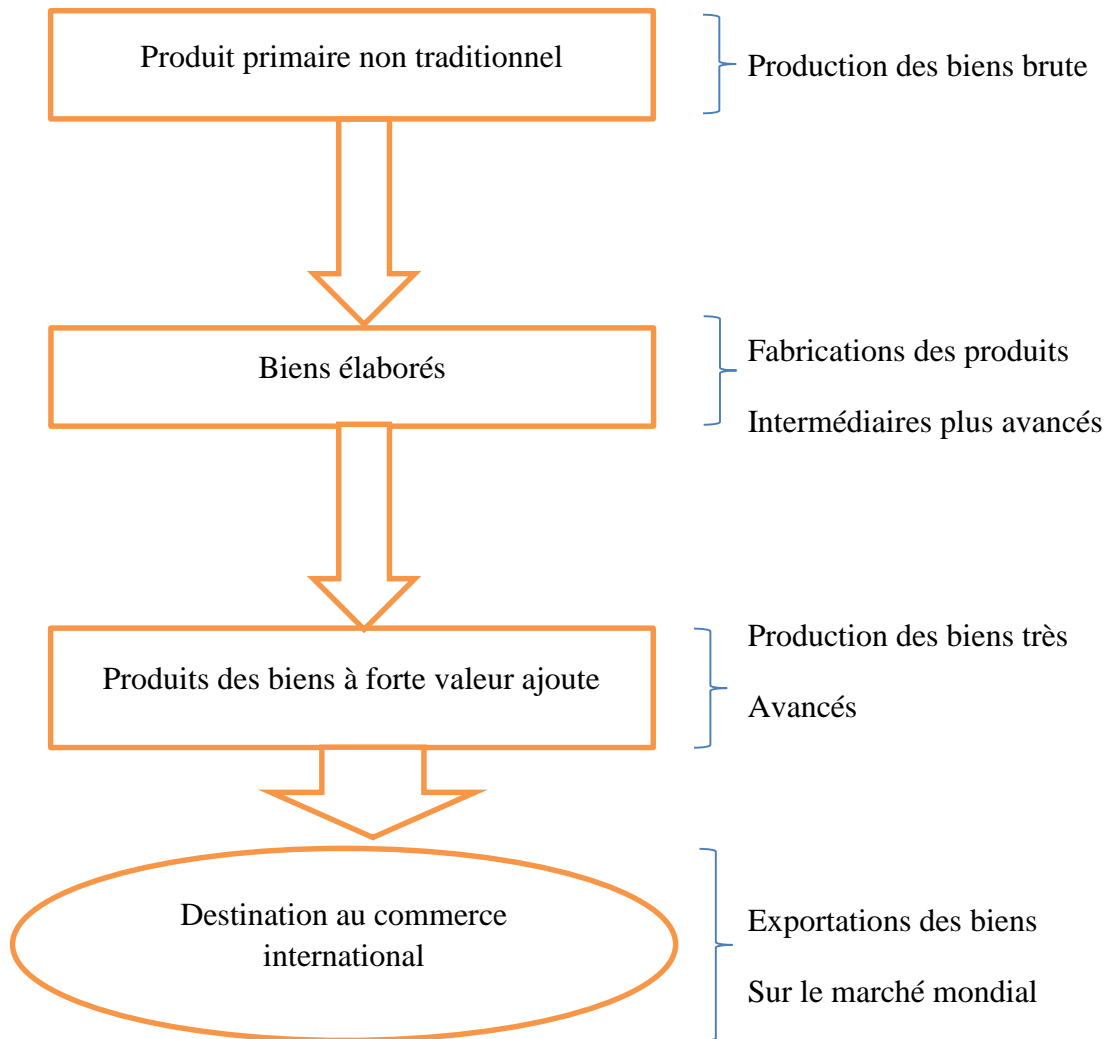 Produit primaire non traditionnel
Production des biens brute
Biens élaborés
Fabrications des produits
Intermédiaires plus avancés
Produits des biens à forte valeur ajoute
Production des biens très
Avancés
Destination au commerce
international
Exportations des biens
Sur le marché mondial